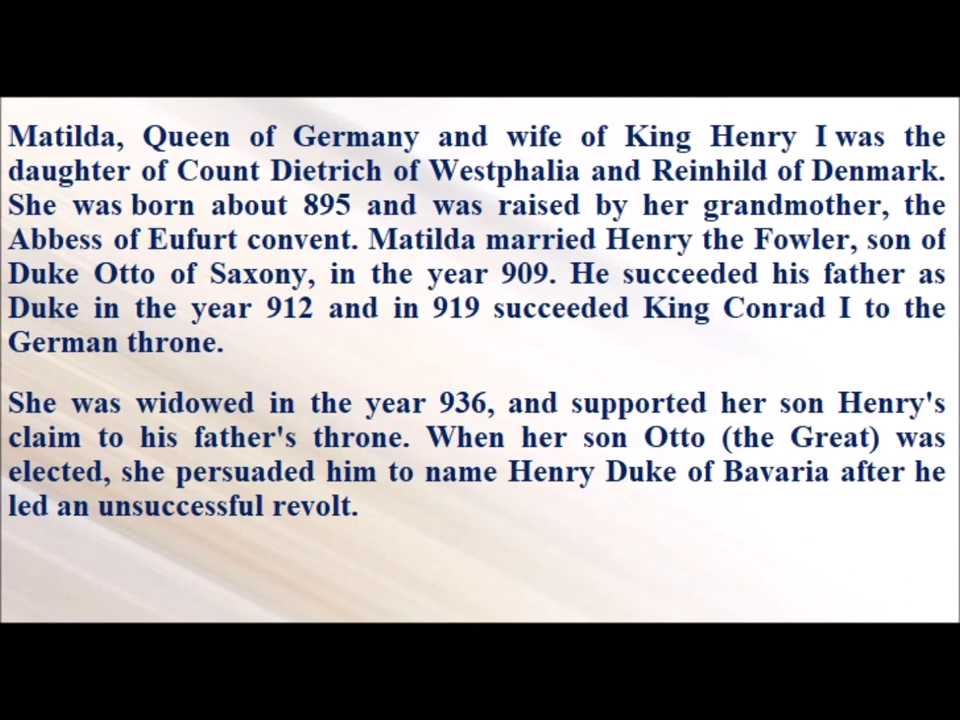 Matilda, Queen of Germany and wife of King Henry I was the
daughter of Count Dietrich of Westphalia and Reinhild of Denmark.
She was born about 895 and was raised by her grandmother, the
Abbess of Eufurt convent. Matilda married Henry the Fowler, son of
Duke Otto of Saxony, in the year 909. He succeeded his father as
Duke in the year 912 and in 919 succeeded King Conrad I to the
German throne.
She was widowed in the year 936, and supported her son Henry's
claim to his father's throne. When her son Otto (the Great) was
elected, she persuaded him to name Henry Duke of Bavaria after he
led an unsuccessful revolt.